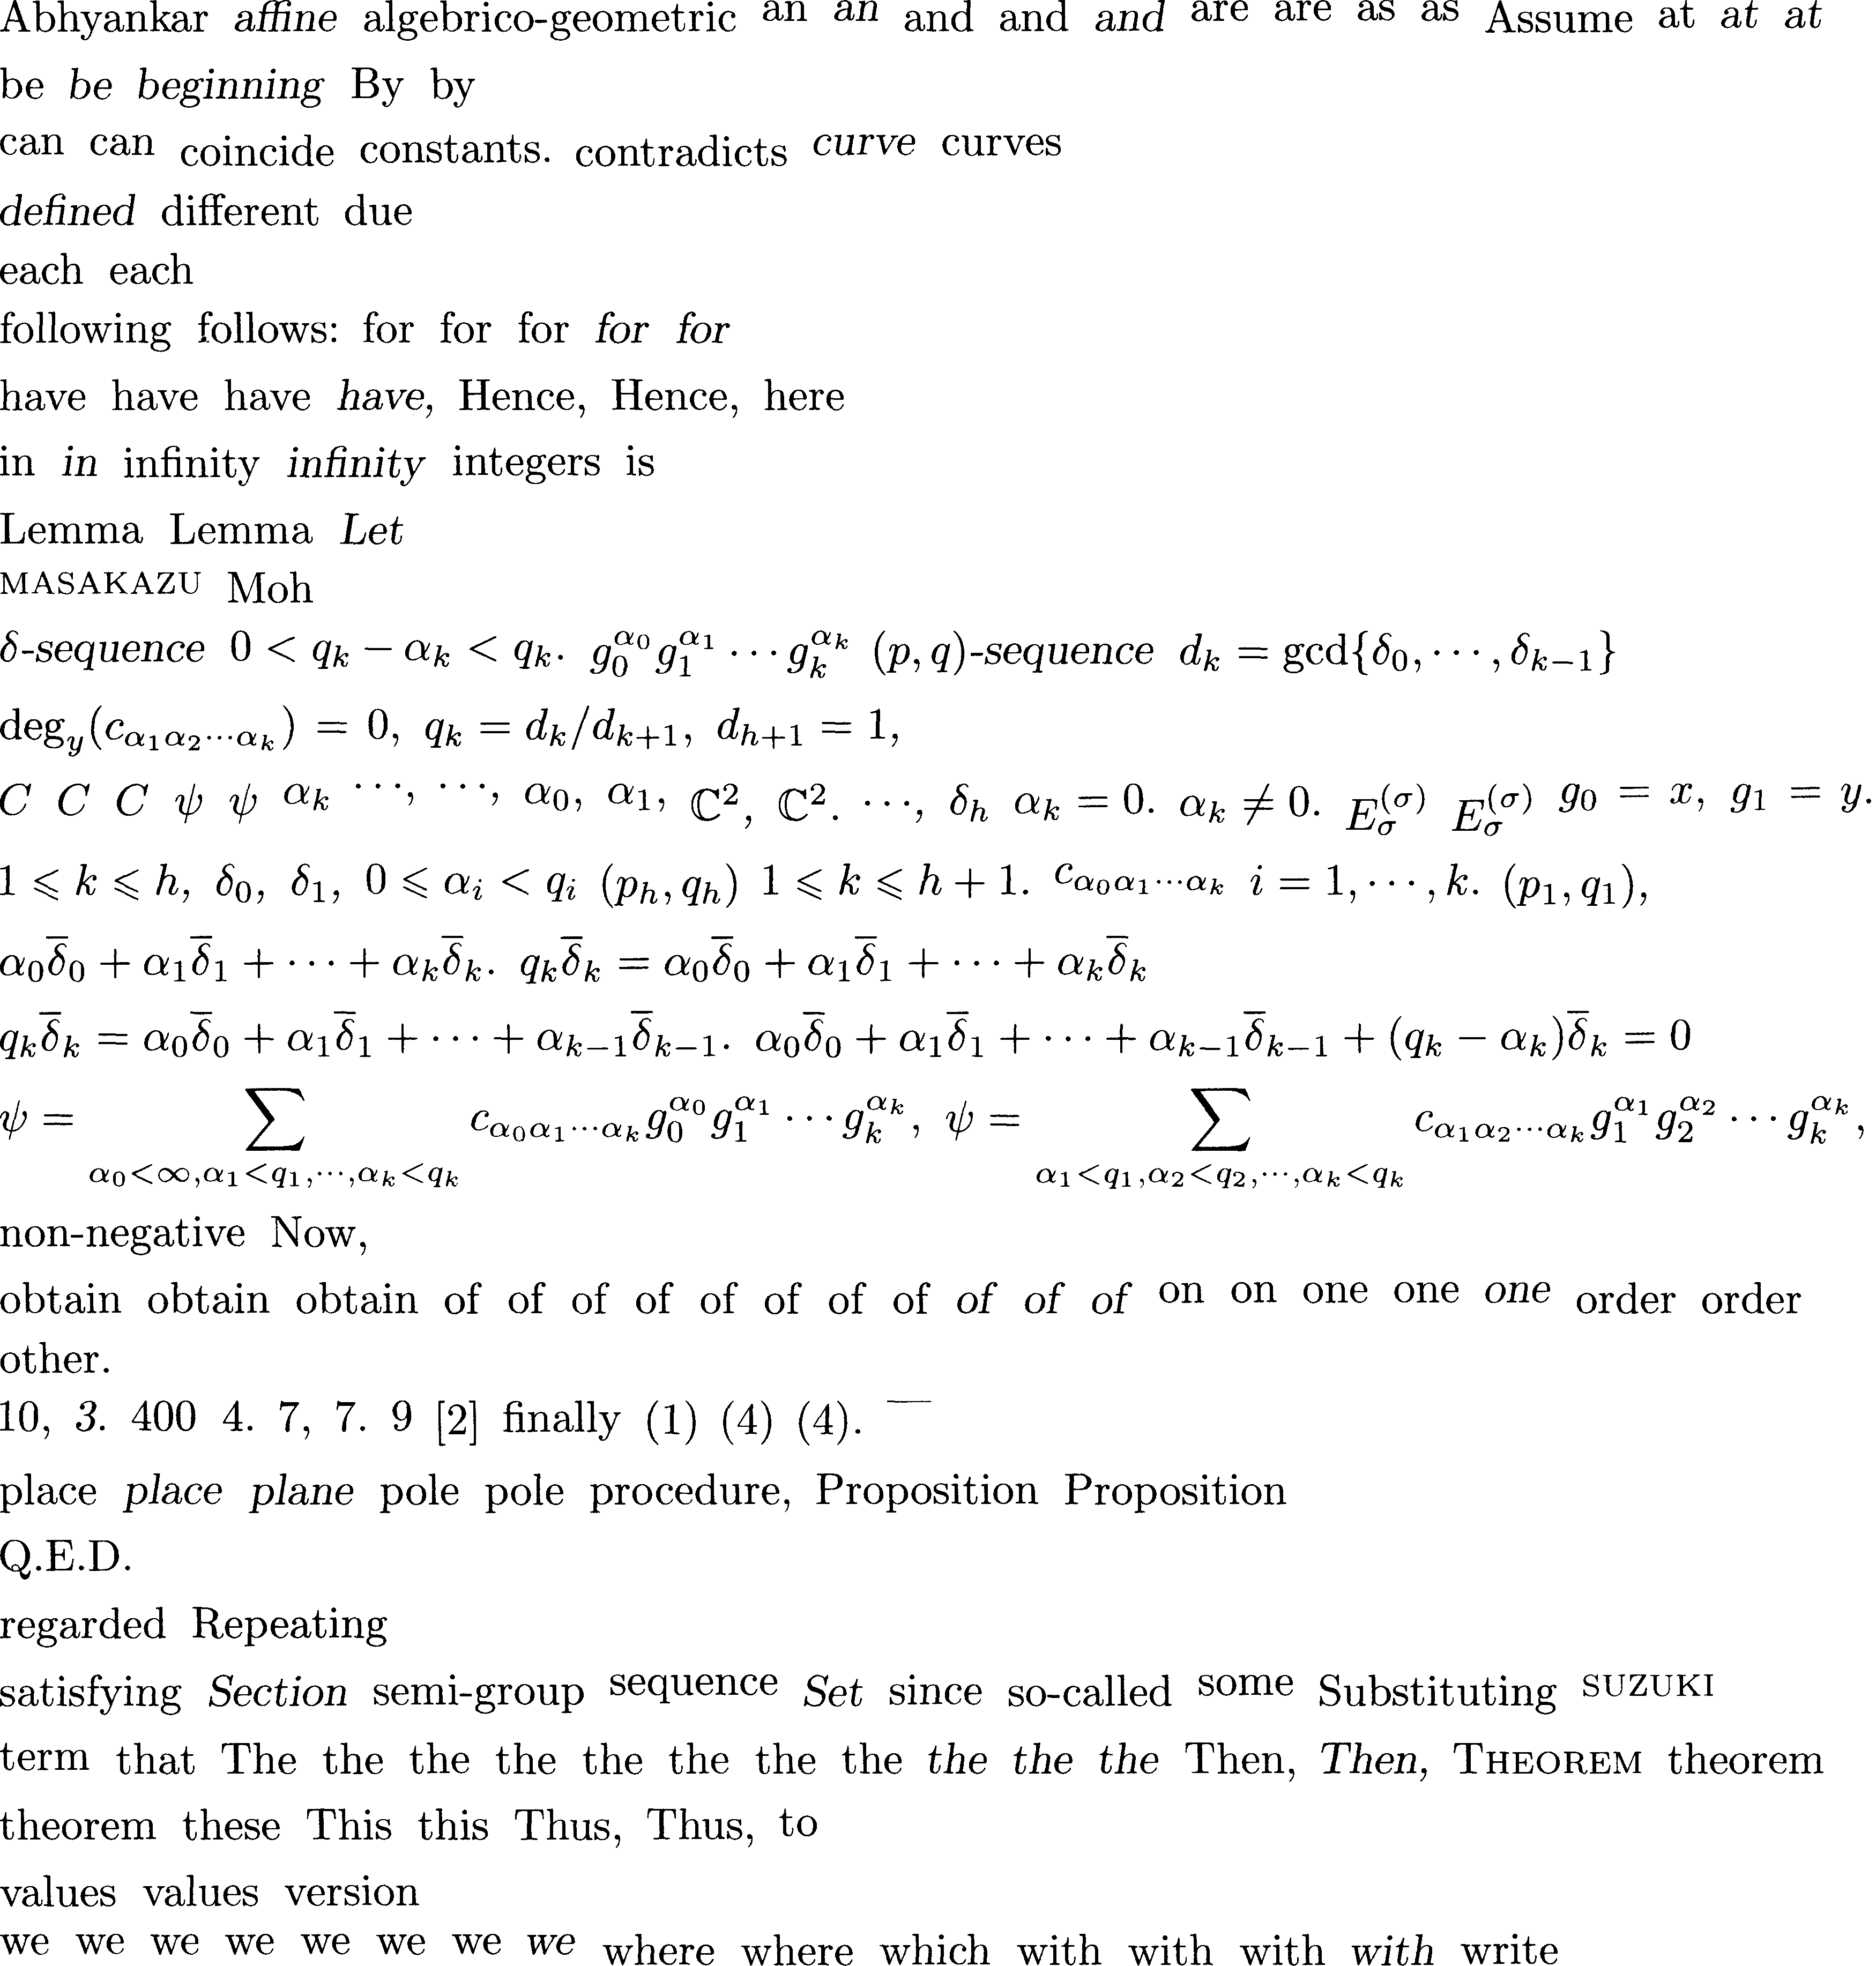 Abhyankar affine algebrico-geometric an an and and and are are as as Assume at at at
be be beginning By by
can can coincide constants. contradicts curve curves
defined different due
each each
following follows: for for for for for
have have have have, Hence, Hence, here
in in infinity infinity integers is
Lemma Lemma Let
MASAKAZU Moh
δ-sequence $0 < q_k - \alpha_k < q_k.$ $g_0^{\alpha_0} g_1^{\alpha_1} \cdots g_k^{\alpha_k}$ (p, q)-sequence $d_k = \gcd\{\delta_0, \cdots, \delta_{k-1}\}$
$\deg_y(c_{\alpha_1\alpha_2\cdots\alpha_k}) = 0,$ $q_k = d_k/d_{k+1},$ $d_{h+1} = 1,$
$C$ $C$ $C$ $\psi$ $\psi$ $\alpha_k$ $\cdots,$ $\cdots,$ $\alpha_0,$ $\alpha_1,$ $\mathbb{C}^2,$ $\mathbb{C}^2.$ $\cdots,$ $\delta_h$ $\alpha_k = 0.$ $\alpha_k \neq 0.$ $E_\sigma^{(\sigma)}$ $E_\sigma^{(\sigma)}$ $g_0 = x,$ $g_1 = y.$
$1 \leqslant k \leqslant h,$ $\delta_0,$ $\delta_1,$ $0 \leqslant \alpha_i < q_i$ $(p_h, q_h)$ $1 \leqslant k \leqslant h + 1.$ $c_{\alpha_0\alpha_1\cdots\alpha_k}$ $i = 1, \cdots, k.$ $(p_1, q_1),$
$\alpha_0\overline{\delta}_0 + \alpha_1\overline{\delta}_1 + \cdots + \alpha_k\overline{\delta}_k.$ $q_k\overline{\delta}_k = \alpha_0\overline{\delta}_0 + \alpha_1\overline{\delta}_1 + \cdots + \alpha_k\overline{\delta}_k$
$q_k\overline{\delta}_k = \alpha_0\overline{\delta}_0 + \alpha_1\overline{\delta}_1 + \cdots + \alpha_{k-1}\overline{\delta}_{k-1}.$ $\alpha_0\overline{\delta}_0 + \alpha_1\overline{\delta}_1 + \cdots + \alpha_{k-1}\overline{\delta}_{k-1} + (q_k - \alpha_k)\overline{\delta}_k = 0$
$\psi = \sum_{\alpha_0<\infty,\alpha_1<q_1,\cdots,\alpha_k<q_k} c_{\alpha_0\alpha_1\cdots\alpha_k} g_0^{\alpha_0} g_1^{\alpha_1} \cdots g_k^{\alpha_k},$ $\psi = \sum_{\alpha_1<q_1,\alpha_2<q_2,\cdots,\alpha_k<q_k} c_{\alpha_1\alpha_2\cdots\alpha_k} g_1^{\alpha_1} g_2^{\alpha_2} \cdots g_k^{\alpha_k},$
non-negative Now,
obtain obtain obtain of of of of of of of of of of of on on one one one order order
other.
10, 3. 400 4. 7, 7. 9 [2] finally (1) (4) (4). —
place place plane pole pole procedure, Proposition Proposition
Q.E.D.
regarded Repeating
satisfying Section semi-group sequence Set since so-called some Substituting SUZUKI
term that The the the the the the the the the the the Then, Then, THEOREM theorem
theorem these This this Thus, Thus, to
values values version
we we we we we we we we where where which with with with with write